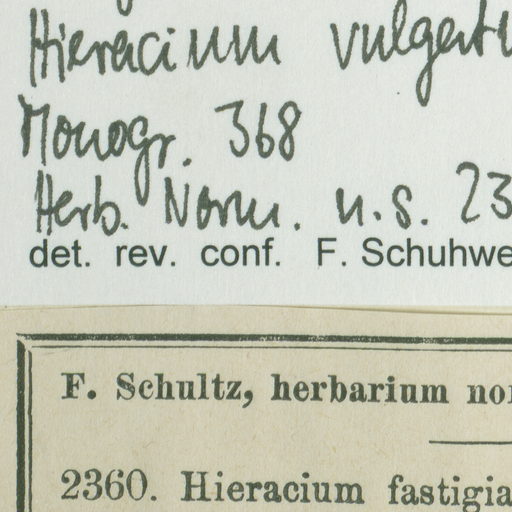 Hieracium vulgat
Monogr. 368
Herb. Norm. n.s. 23
det. rev. conf. F. Schuhwe
F. Schultz, herbarium no
2360. Hieracium fastigia